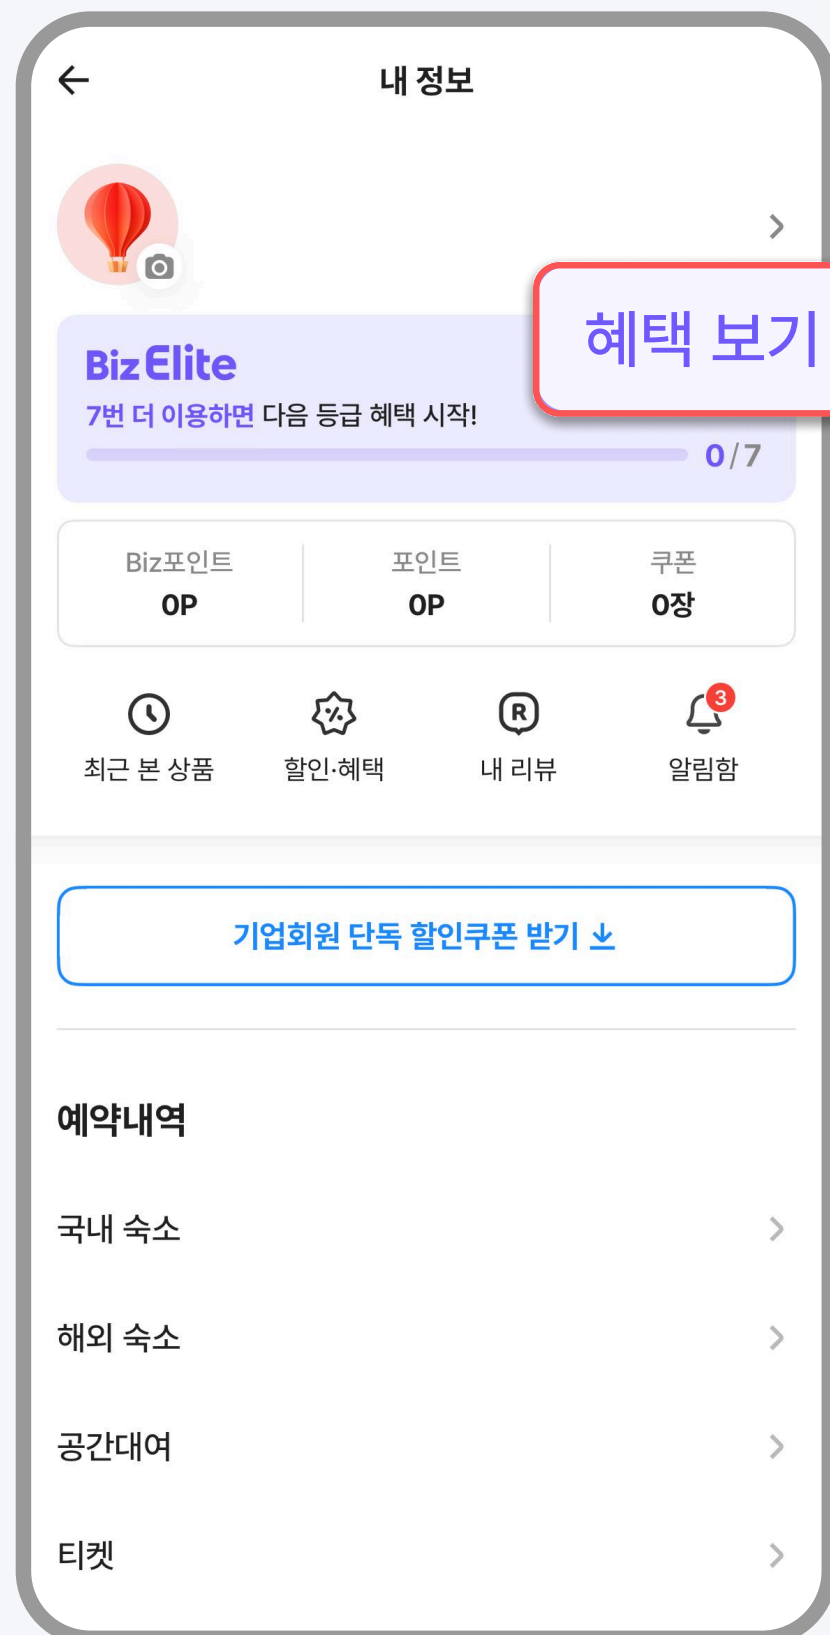 내 정보
혜택 보기
Biz Elite
7번 더 이용하면 다음 등급 혜택 시작!
0/7
Biz포인트 포인트 쿠폰
0P 0P 0장
R 3
최근 본 상품 할인·혜택 내 리뷰 알림함
기업회원 단독 할인쿠폰 받기
예약내역
국내 숙소
해외 숙소
공간대여
티켓